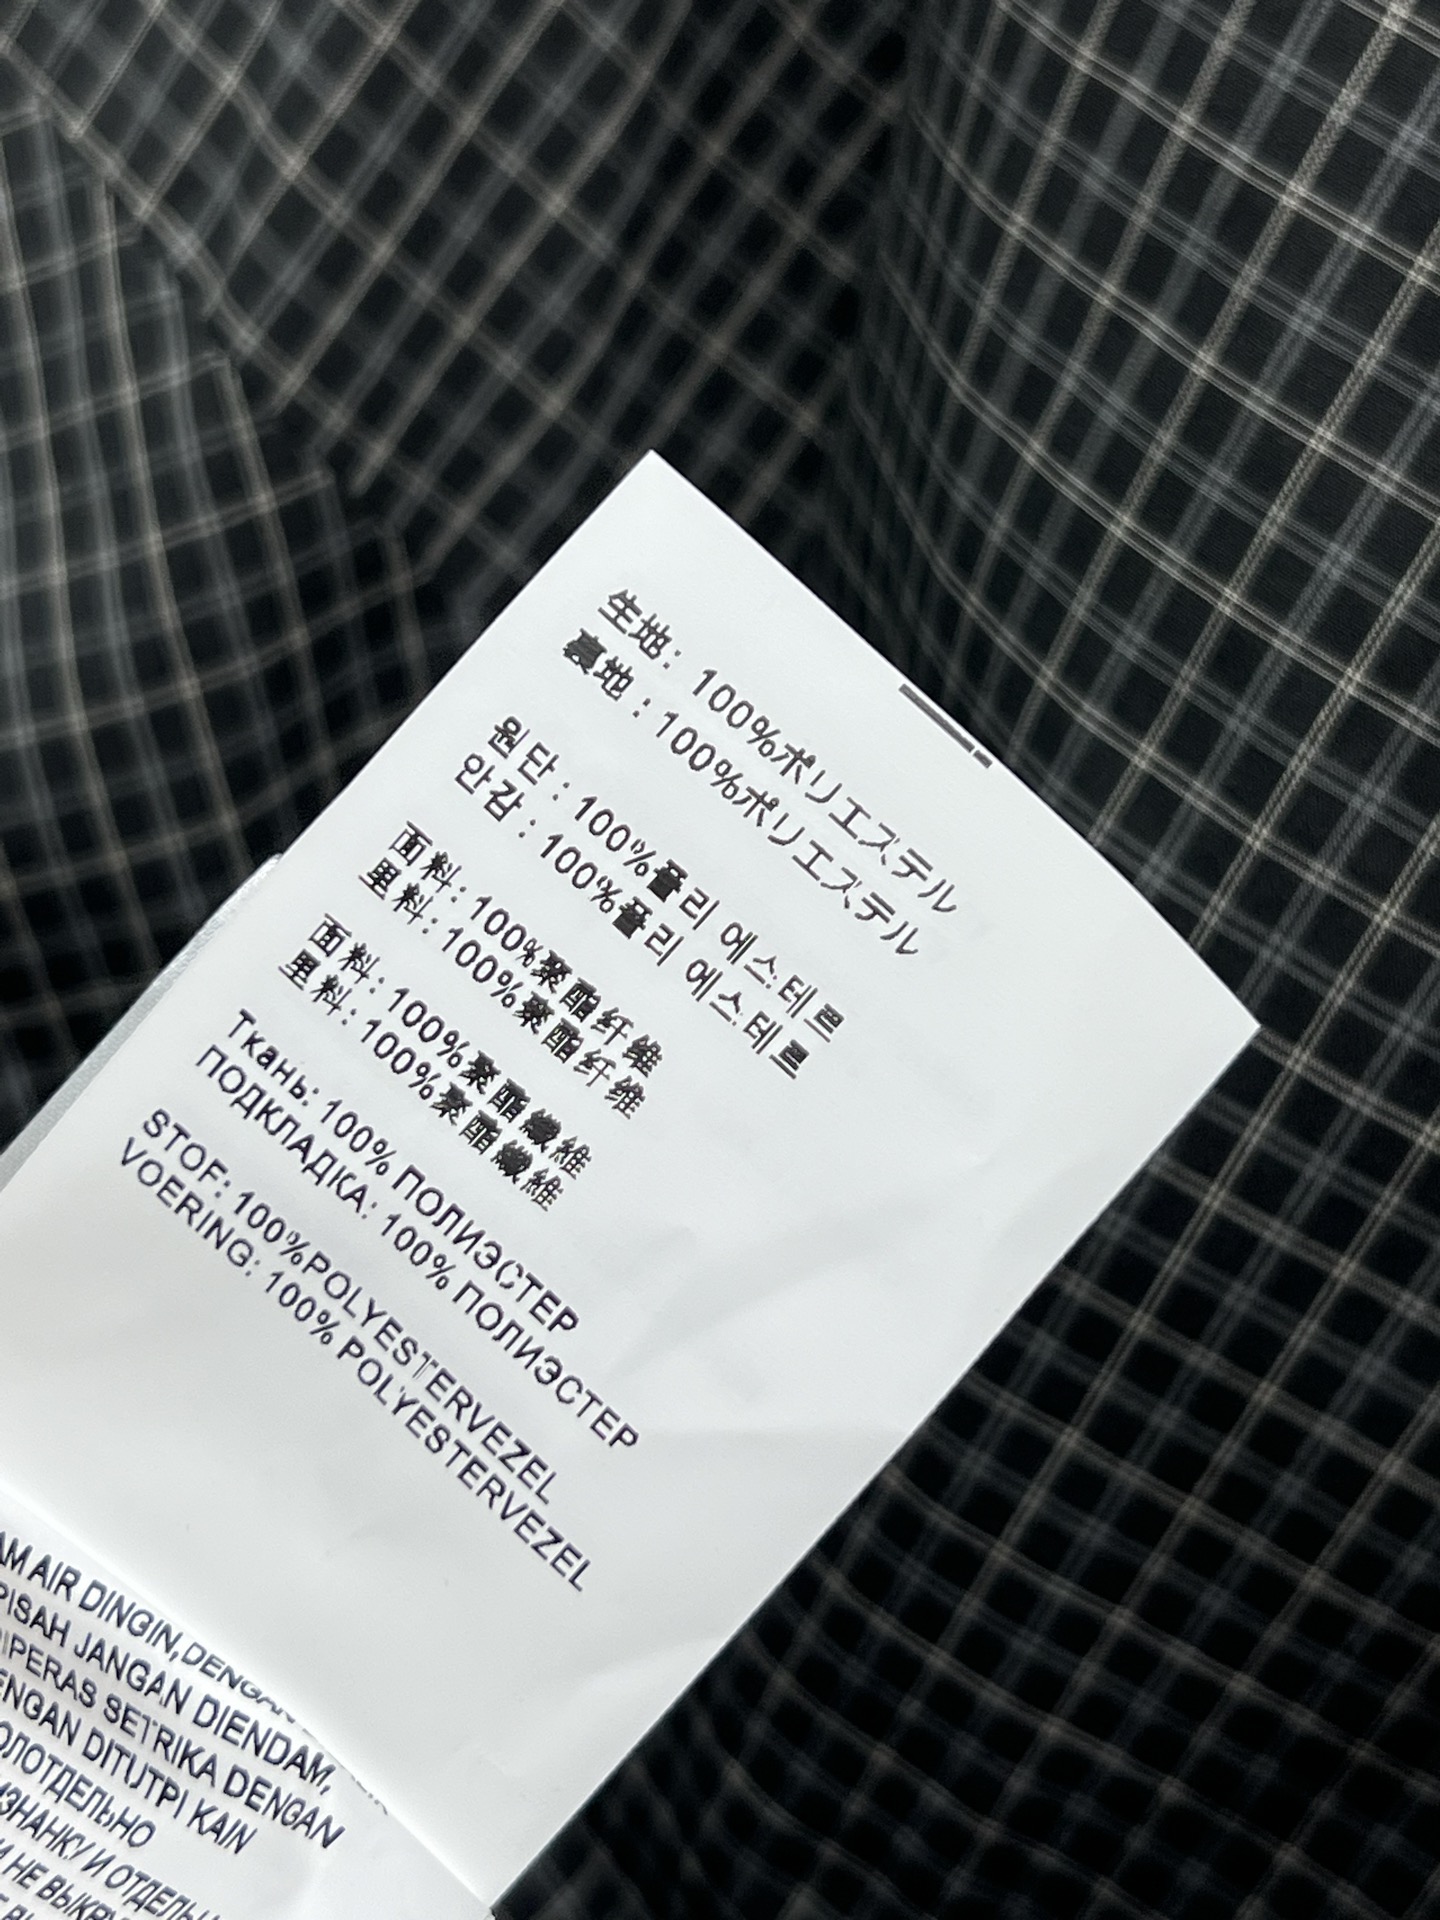 生地: 100%ポリエステル
裏地: 100%ポリエステル
원단: 100%폴리 에스테르
안감: 100%폴리 에스테르
面料: 100%聚酯纤维
里料: 100%聚酯纤维
面料: 100%聚酯纖維
里料: 100%聚酯纖維
Ткань: 100% ПОЛИЭСТЕР
ПОДКЛАДКА: 100% ПОЛИЭСТЕР
STOF: 100%POLYESTERVEZEL
VOERING: 100% POLYESTERVEZEL
AIR DINGIN,DENGAN
JANGAN DIENDAM,
SETRIKA DENGAN
DITUTPI KAIN
И
И НЕ